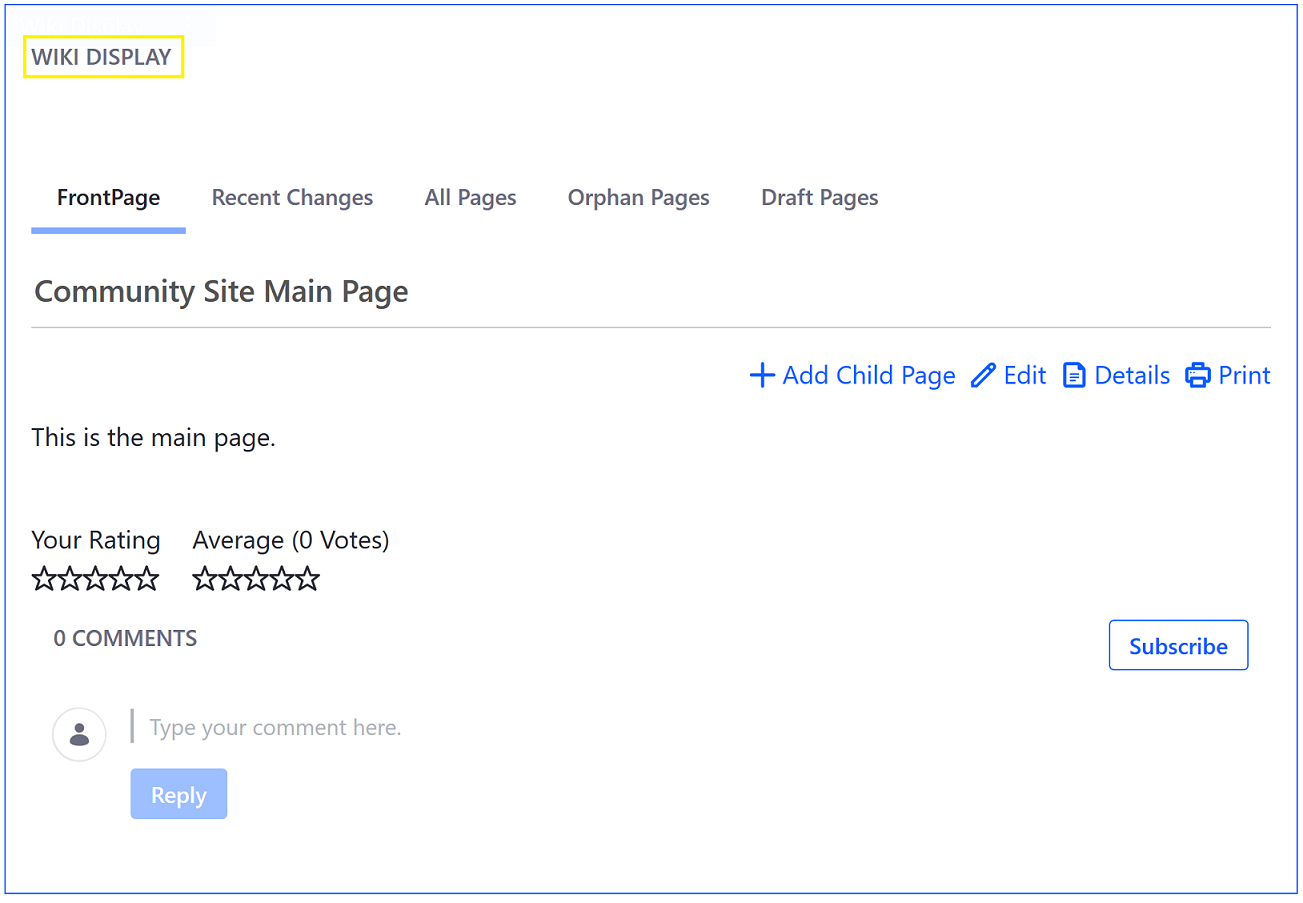 WIKI DISPLAY
FrontPage Recent Changes All Pages Orphan Pages Draft Pages
Community Site Main Page
Add Child Page Edit Details Print
This is the main page.
Your Rating Average (0 Votes)
0 COMMENTS
Subscribe
Type your comment here.
Reply